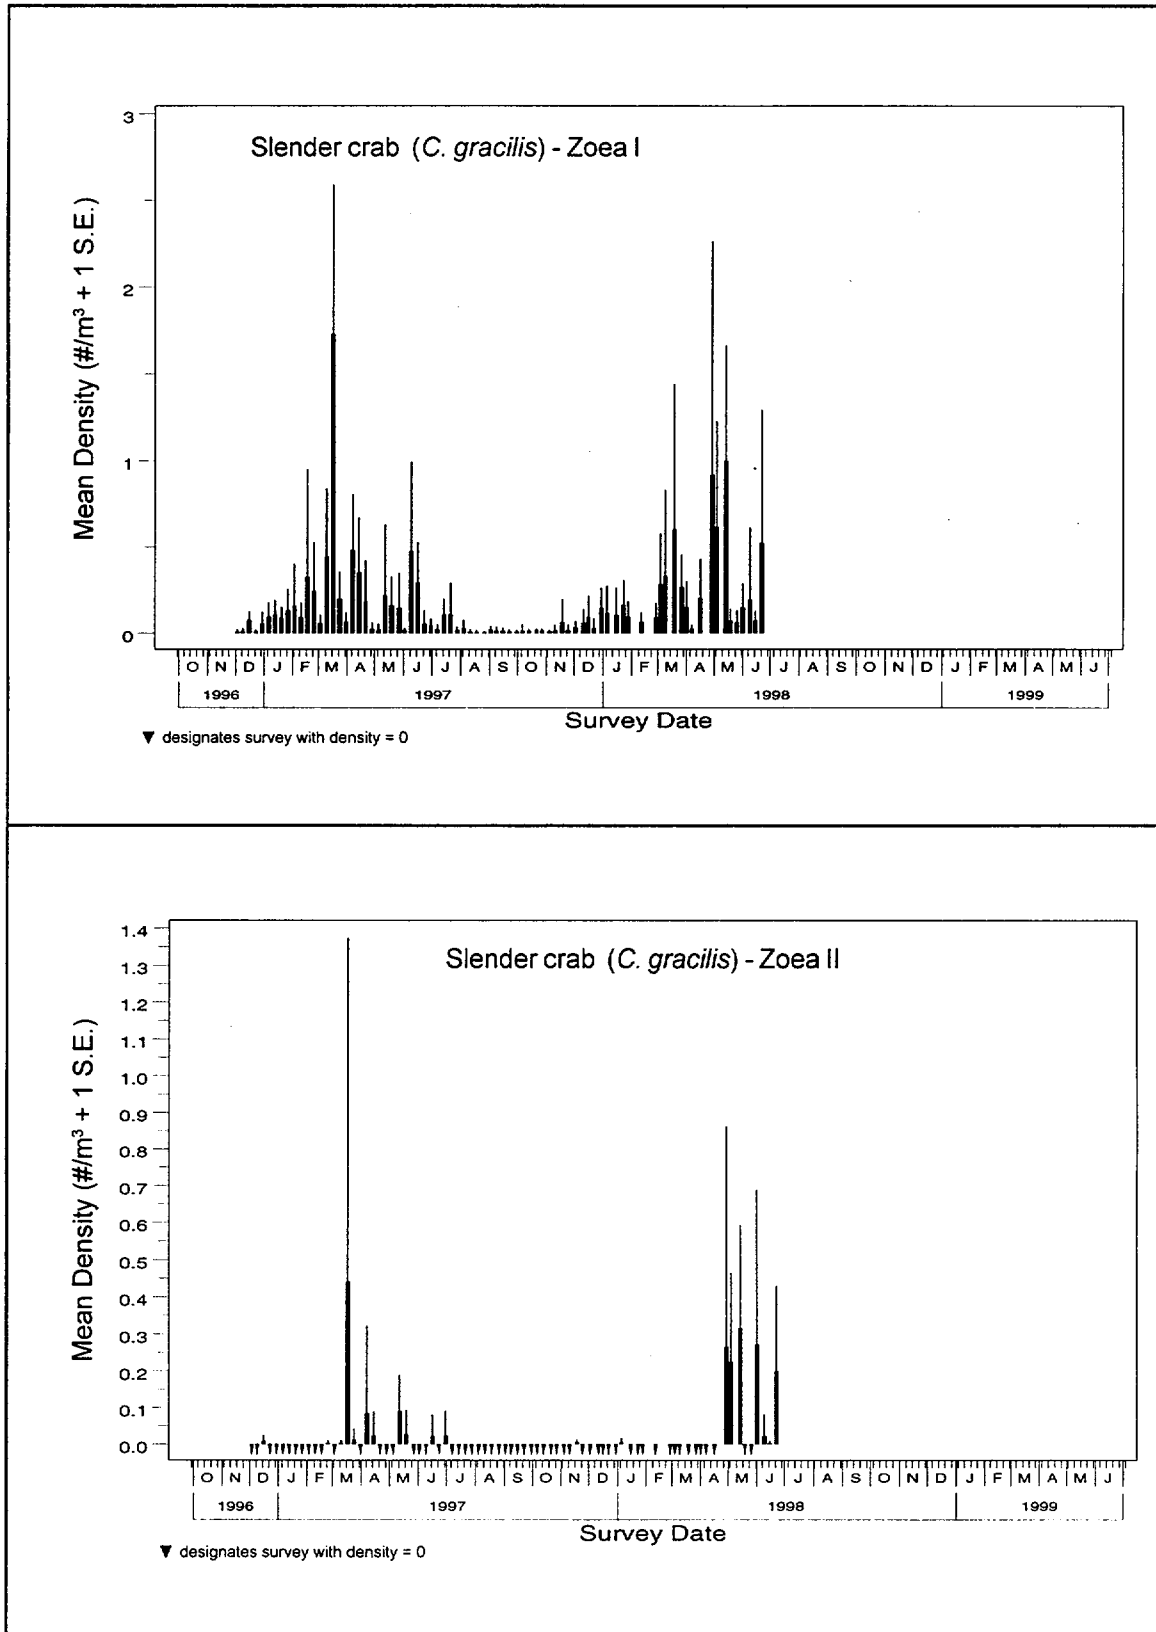 Slender crab (C. gracilis) - Zoea I
Mean Density (#/m³ + 1 S.E.)
3
2
1
0
O N D J F M A M J J A S O N D J F M A M J J A S O N D J F M A M J
1996 1997 1998 1999
Survey Date
▼ designates survey with density = 0
Slender crab (C. gracilis) - Zoea II
Mean Density (#/m³ + 1 S.E.)
1.4
1.3
1.2
1.1
1.0
0.9
0.8
0.7
0.6
0.5
0.4
0.3
0.2
0.1
0.0
O N D J F M A M J J A S O N D J F M A M J J A S O N D J F M A M J
1996 1997 1998 1999
Survey Date
▼ designates survey with density = 0